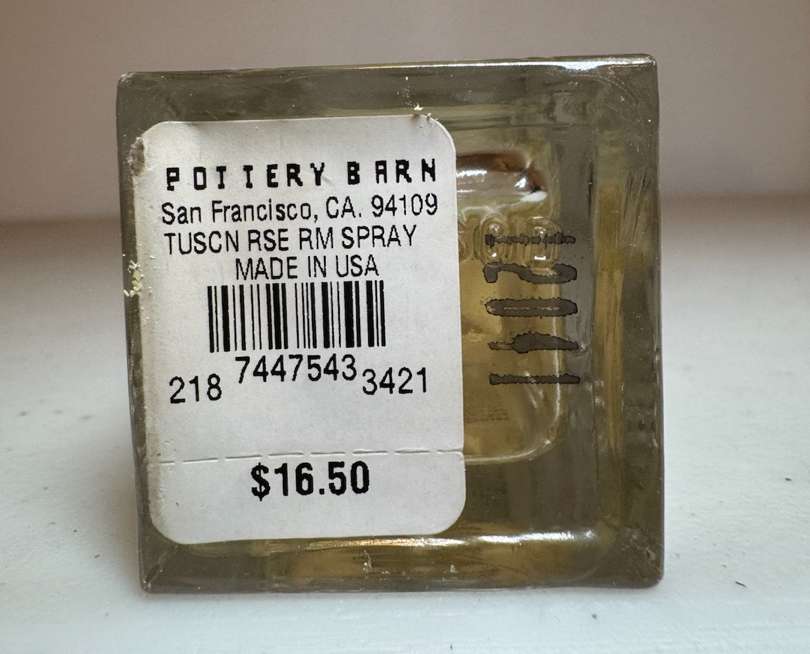 POTTERY BARN
San Francisco, CA. 94109
TUSCN RSE RM SPRAY
MADE IN USA
218 7447543 3421
$16.50